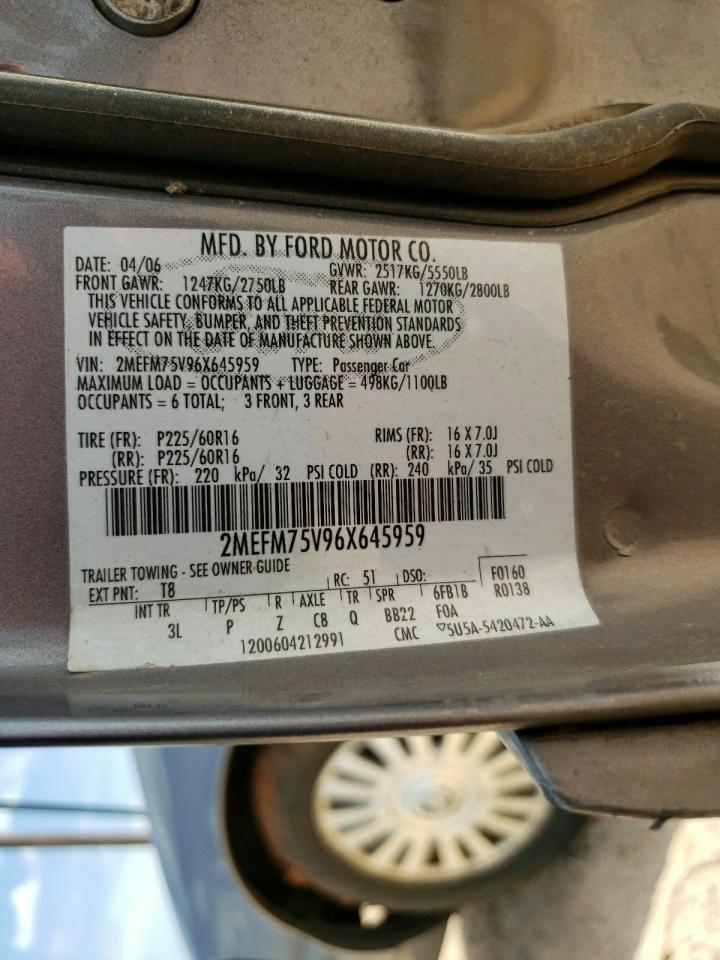 MFD. BY FORD MOTOR CO.
DATE: 04/06 GVWR: 2517KG/5550LB
FRONT GAWR: 1247KG/2750LB REAR GAWR: 1270KG/2800LB
THIS VEHICLE CONFORMS TO ALL APPLICABLE FEDERAL MOTOR
VEHICLE SAFETY, BUMPER, AND THEFT PREVENTION STANDARDS
IN EFFECT ON THE DATE OF MANUFACTURE SHOWN ABOVE.
VIN: 2MEFM75V96X645959 TYPE: Passenger Car
MAXIMUM LOAD = OCCUPANTS + LUGGAGE = 498KG/1100LB
OCCUPANTS = 6 TOTAL; 3 FRONT, 3 REAR
TIRE (FR): P225/60R16 RIMS (FR): 16 X 7.0J
(RR): P225/60R16 (RR): 16 X 7.0J
PRESSURE (FR): 220 kPa/ 32 PSI COLD (RR): 240 kPa/ 35 PSI COLD
2MEFM75V96X645959
TRAILER TOWING - SEE OWNER GUIDE
EXT PNT: T8 RC: 51 DSO: F0160
INT TR TP/PS R AXLE TR SPR 6FB1B R0138
3L P Z C8 Q BB22 FOA
1200604212991 CMC ▽5U5A-5420472-AA